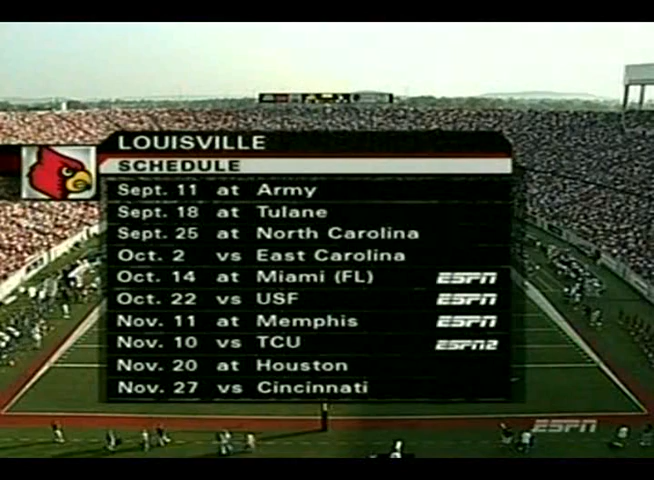 LOUISVILLE
SCHEDULE
Sept. 11 at Army
Sept. 18 at Tulane
Sept. 25 at North Carolina
Oct. 2 vs East Carolina
Oct. 14 at Miami (FL) ESPN
Oct. 22 vs USF ESPN
Nov. 11 at Memphis ESPN
Nov. 10 vs TCU ESPN2
Nov. 20 at Houston
Nov. 27 vs Cincinnati
ESPN